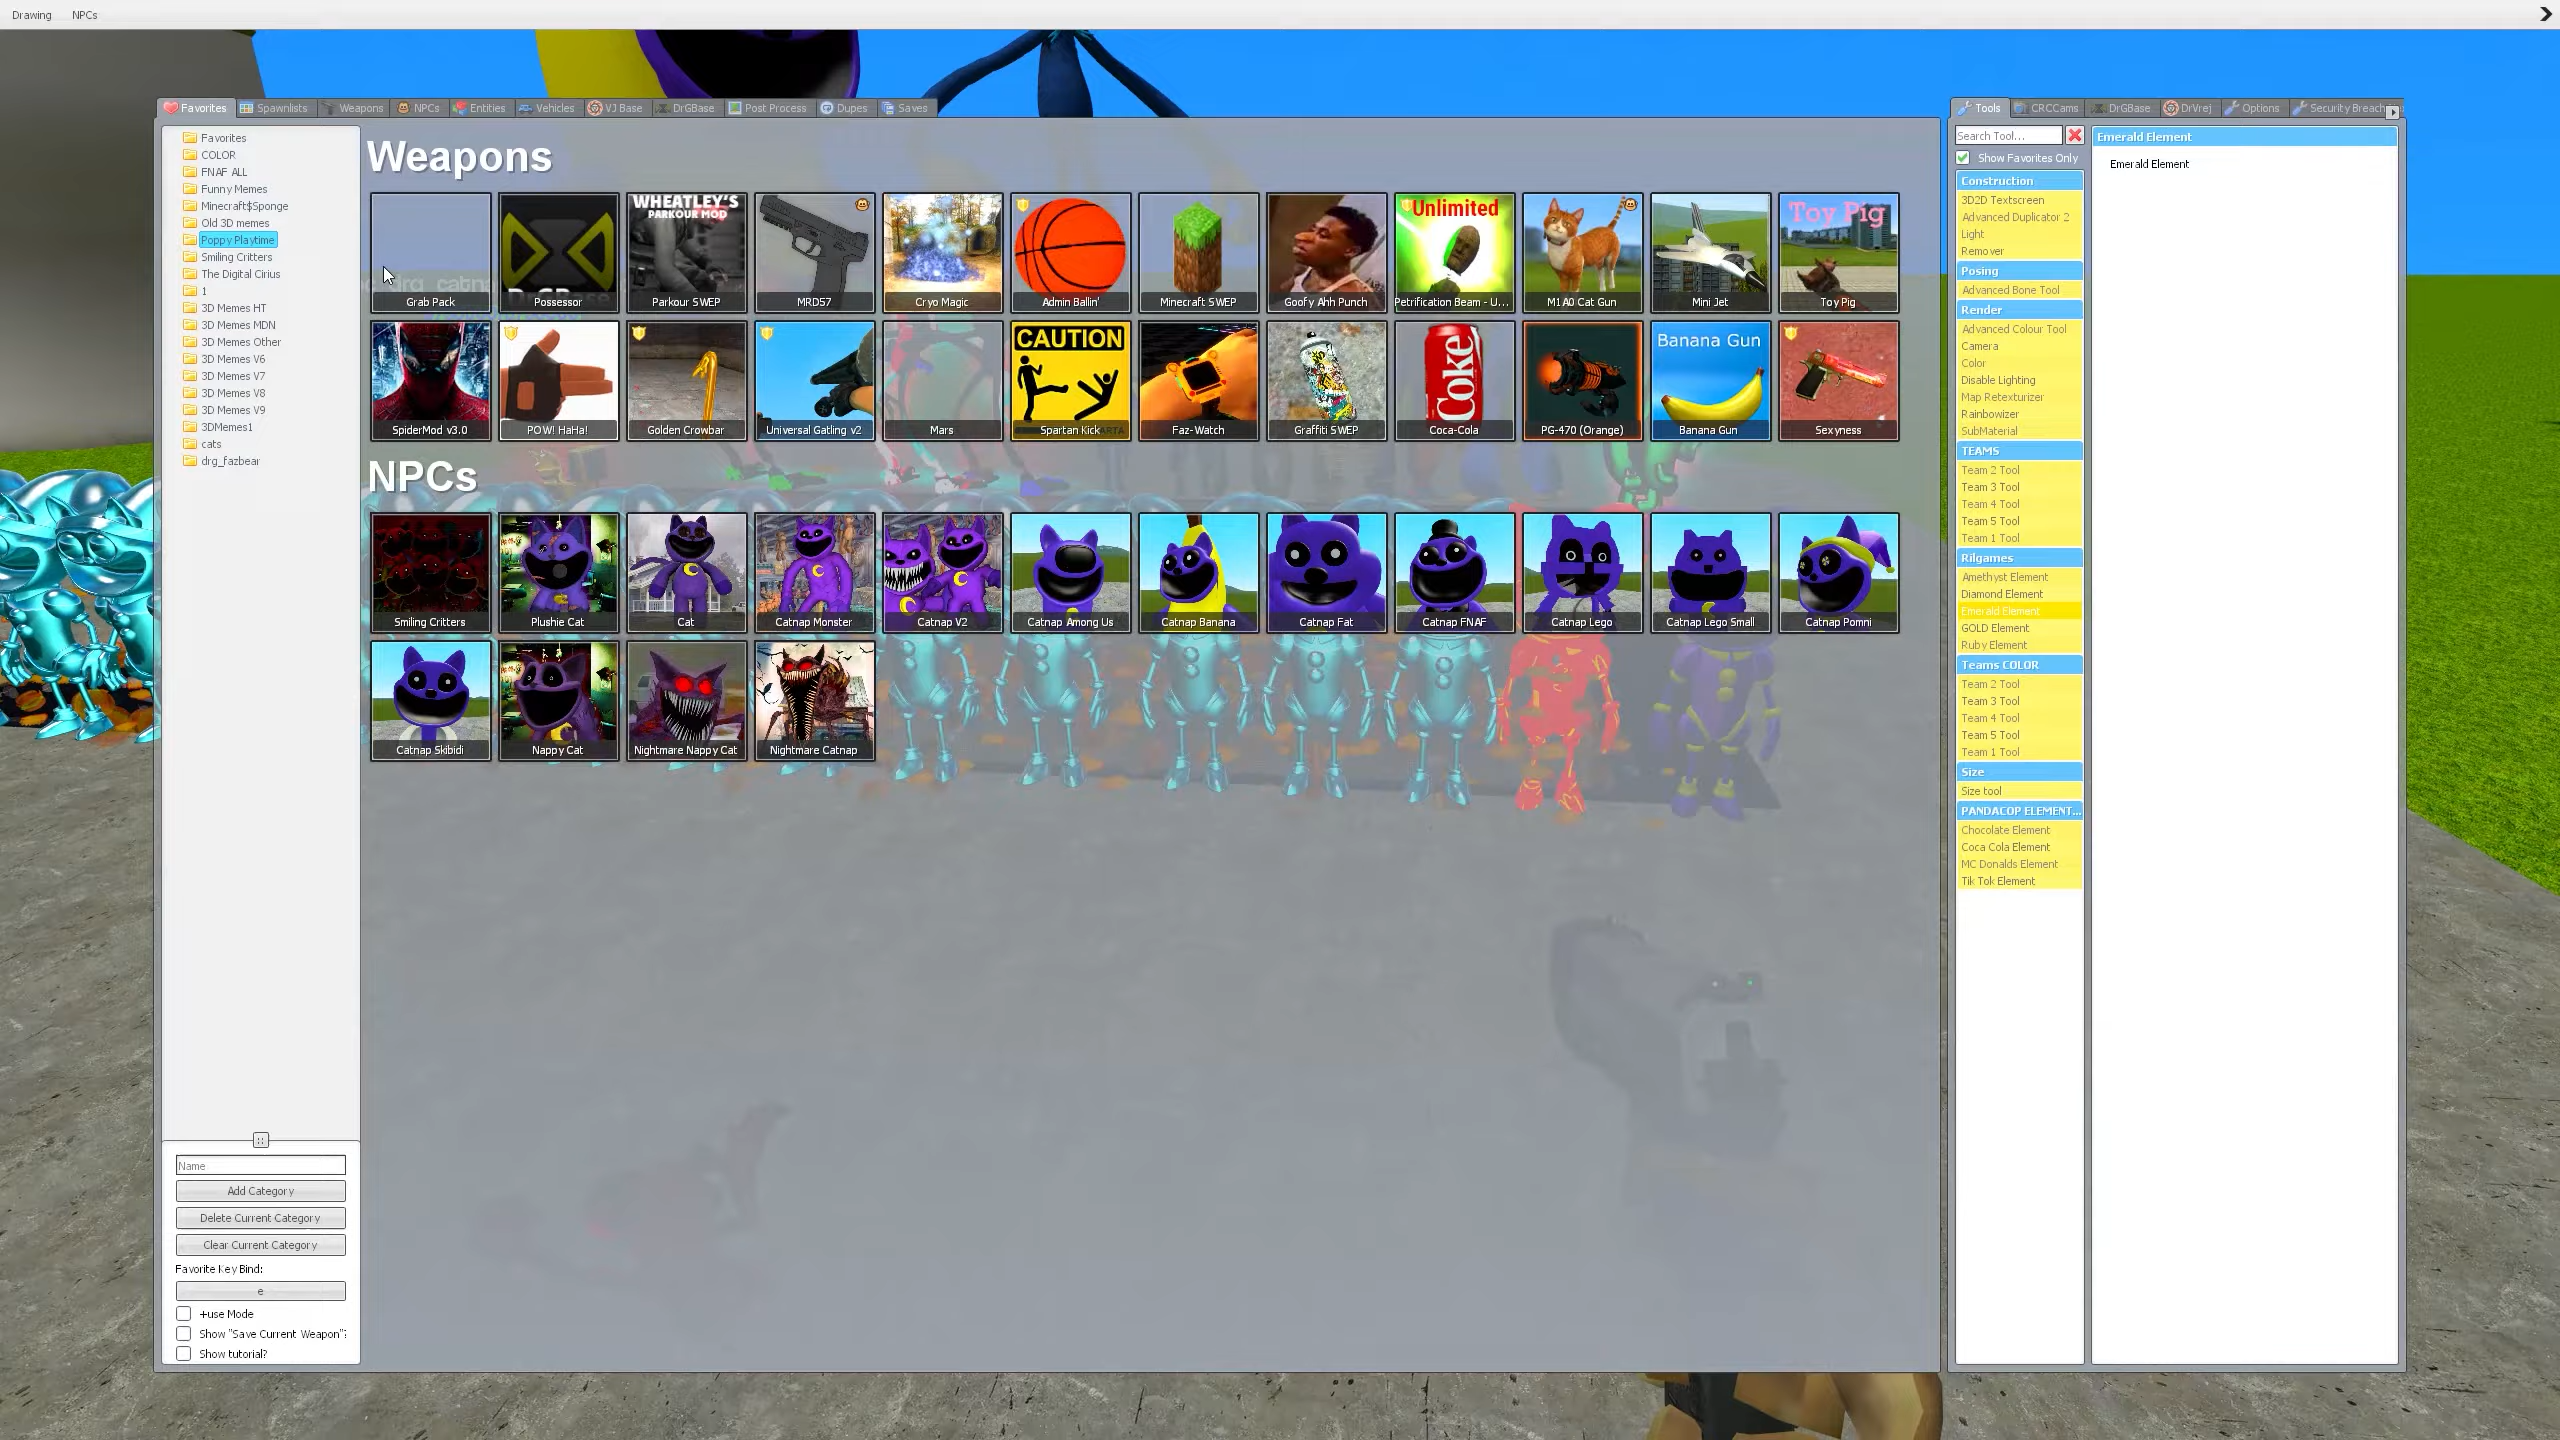 Drawing NPCs
Favorites Spawnlists Weapons NPCs Entities Vehicles VJ Base DrGBase Post Process Dupes Saves
Favorites
COLOR
FNAF ALL
Funny Memes
Minecraft$Sponge
Old 3D memes
Poppy Playtime
Smiling Critters
The Digital Cirius
1
3D Memes HT
3D Memes MDN
3D Memes Other
3D Memes V6
3D Memes V7
3D Memes V8
3D Memes V9
3DMemes1
cats
drg_fazbear
Name
Add Category
Delete Current Category
Clear Current Category
Favorite Key Bind:
e
+use Mode
Show "Save Current Weapon"?
Show tutorial?
Weapons
WHEATLEY'S
PARKOUR MOD
Unlimited
Toy Pig
Grab Pack Possessor Parkour SWEP MRD57 Cryo Magic Admin Ballin' Minecraft SWEP Goofy Ahh Punch Petrification Beam - U... M1A0 Cat Gun Mini Jet Toy Pig
CAUTION
Coke
Banana Gun
SpiderMod v3.0 POW! HaHa! Golden Crowbar Universal Gatling v2 Mars Spartan Kick Faz-Watch Graffiti SWEP Coca-Cola PG-470 (Orange) Banana Gun Sexyness
NPCs
Smiling Critters Plushie Cat Cat Catnap Monster Catnap V2 Catnap Among Us Catnap Banana Catnap Fat Catnap FNAF Catnap Lego Catnap Lego Small Catnap Pomni
Catnap Skibidi Nappy Cat Nightmare Nappy Cat Nightmare Catnap
Tools CRCCams DrGBase DrVrej Options Security Breach
Search Tool...
Show Favorites Only
Construction
3D2D Textscreen
Advanced Duplicator 2
Light
Remover
Posing
Advanced Bone Tool
Render
Advanced Colour Tool
Camera
Color
Disable Lighting
Map Retexturizer
Rainbowizer
SubMaterial
TEAMS
Team 2 Tool
Team 3 Tool
Team 4 Tool
Team 5 Tool
Team 1 Tool
Rilgames
Amethyst Element
Diamond Element
Emerald Element
GOLD Element
Ruby Element
Teams COLOR
Team 2 Tool
Team 3 Tool
Team 4 Tool
Team 5 Tool
Team 1 Tool
Size
Size tool
PANDACOP ELEMENT...
Chocolate Element
Coca Cola Element
MC Donalds Element
Tik Tok Element
Emerald Element
Emerald Element